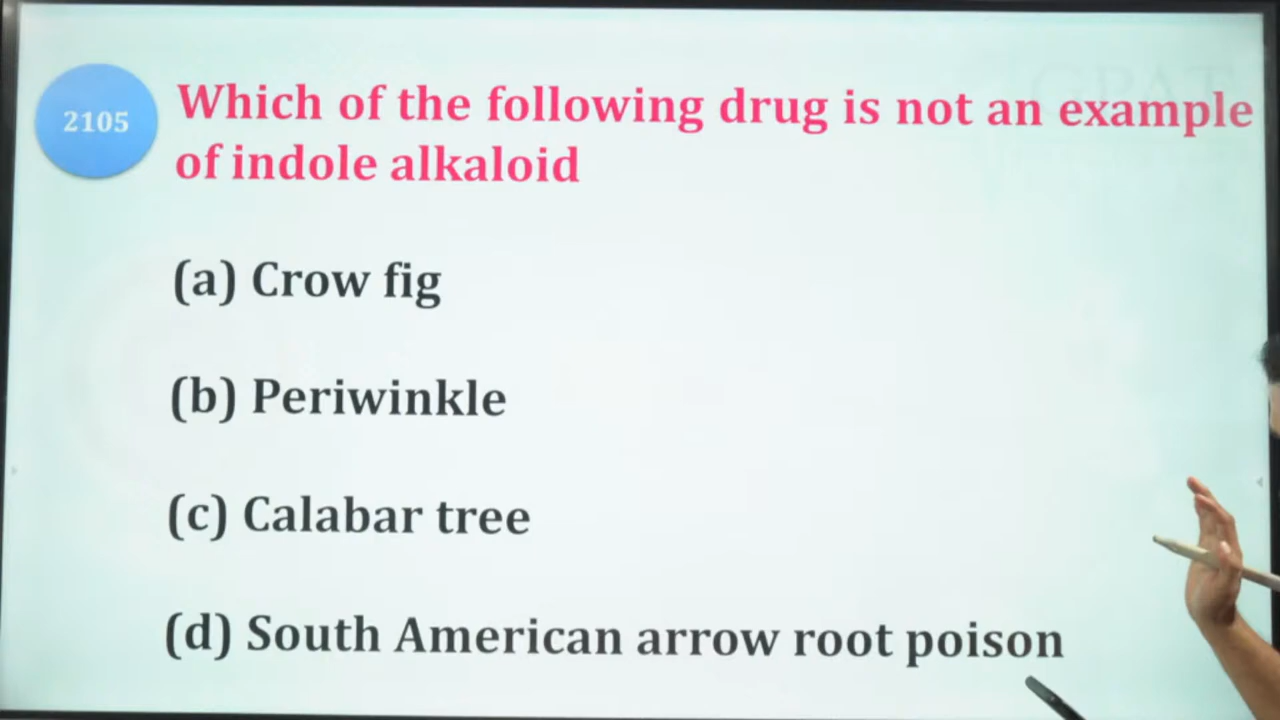 2105
Which of the following drug is not an example
of indole alkaloid
(a) Crow fig
(b) Periwinkle
(c) Calabar tree
(d) South American arrow root poison
GPAT